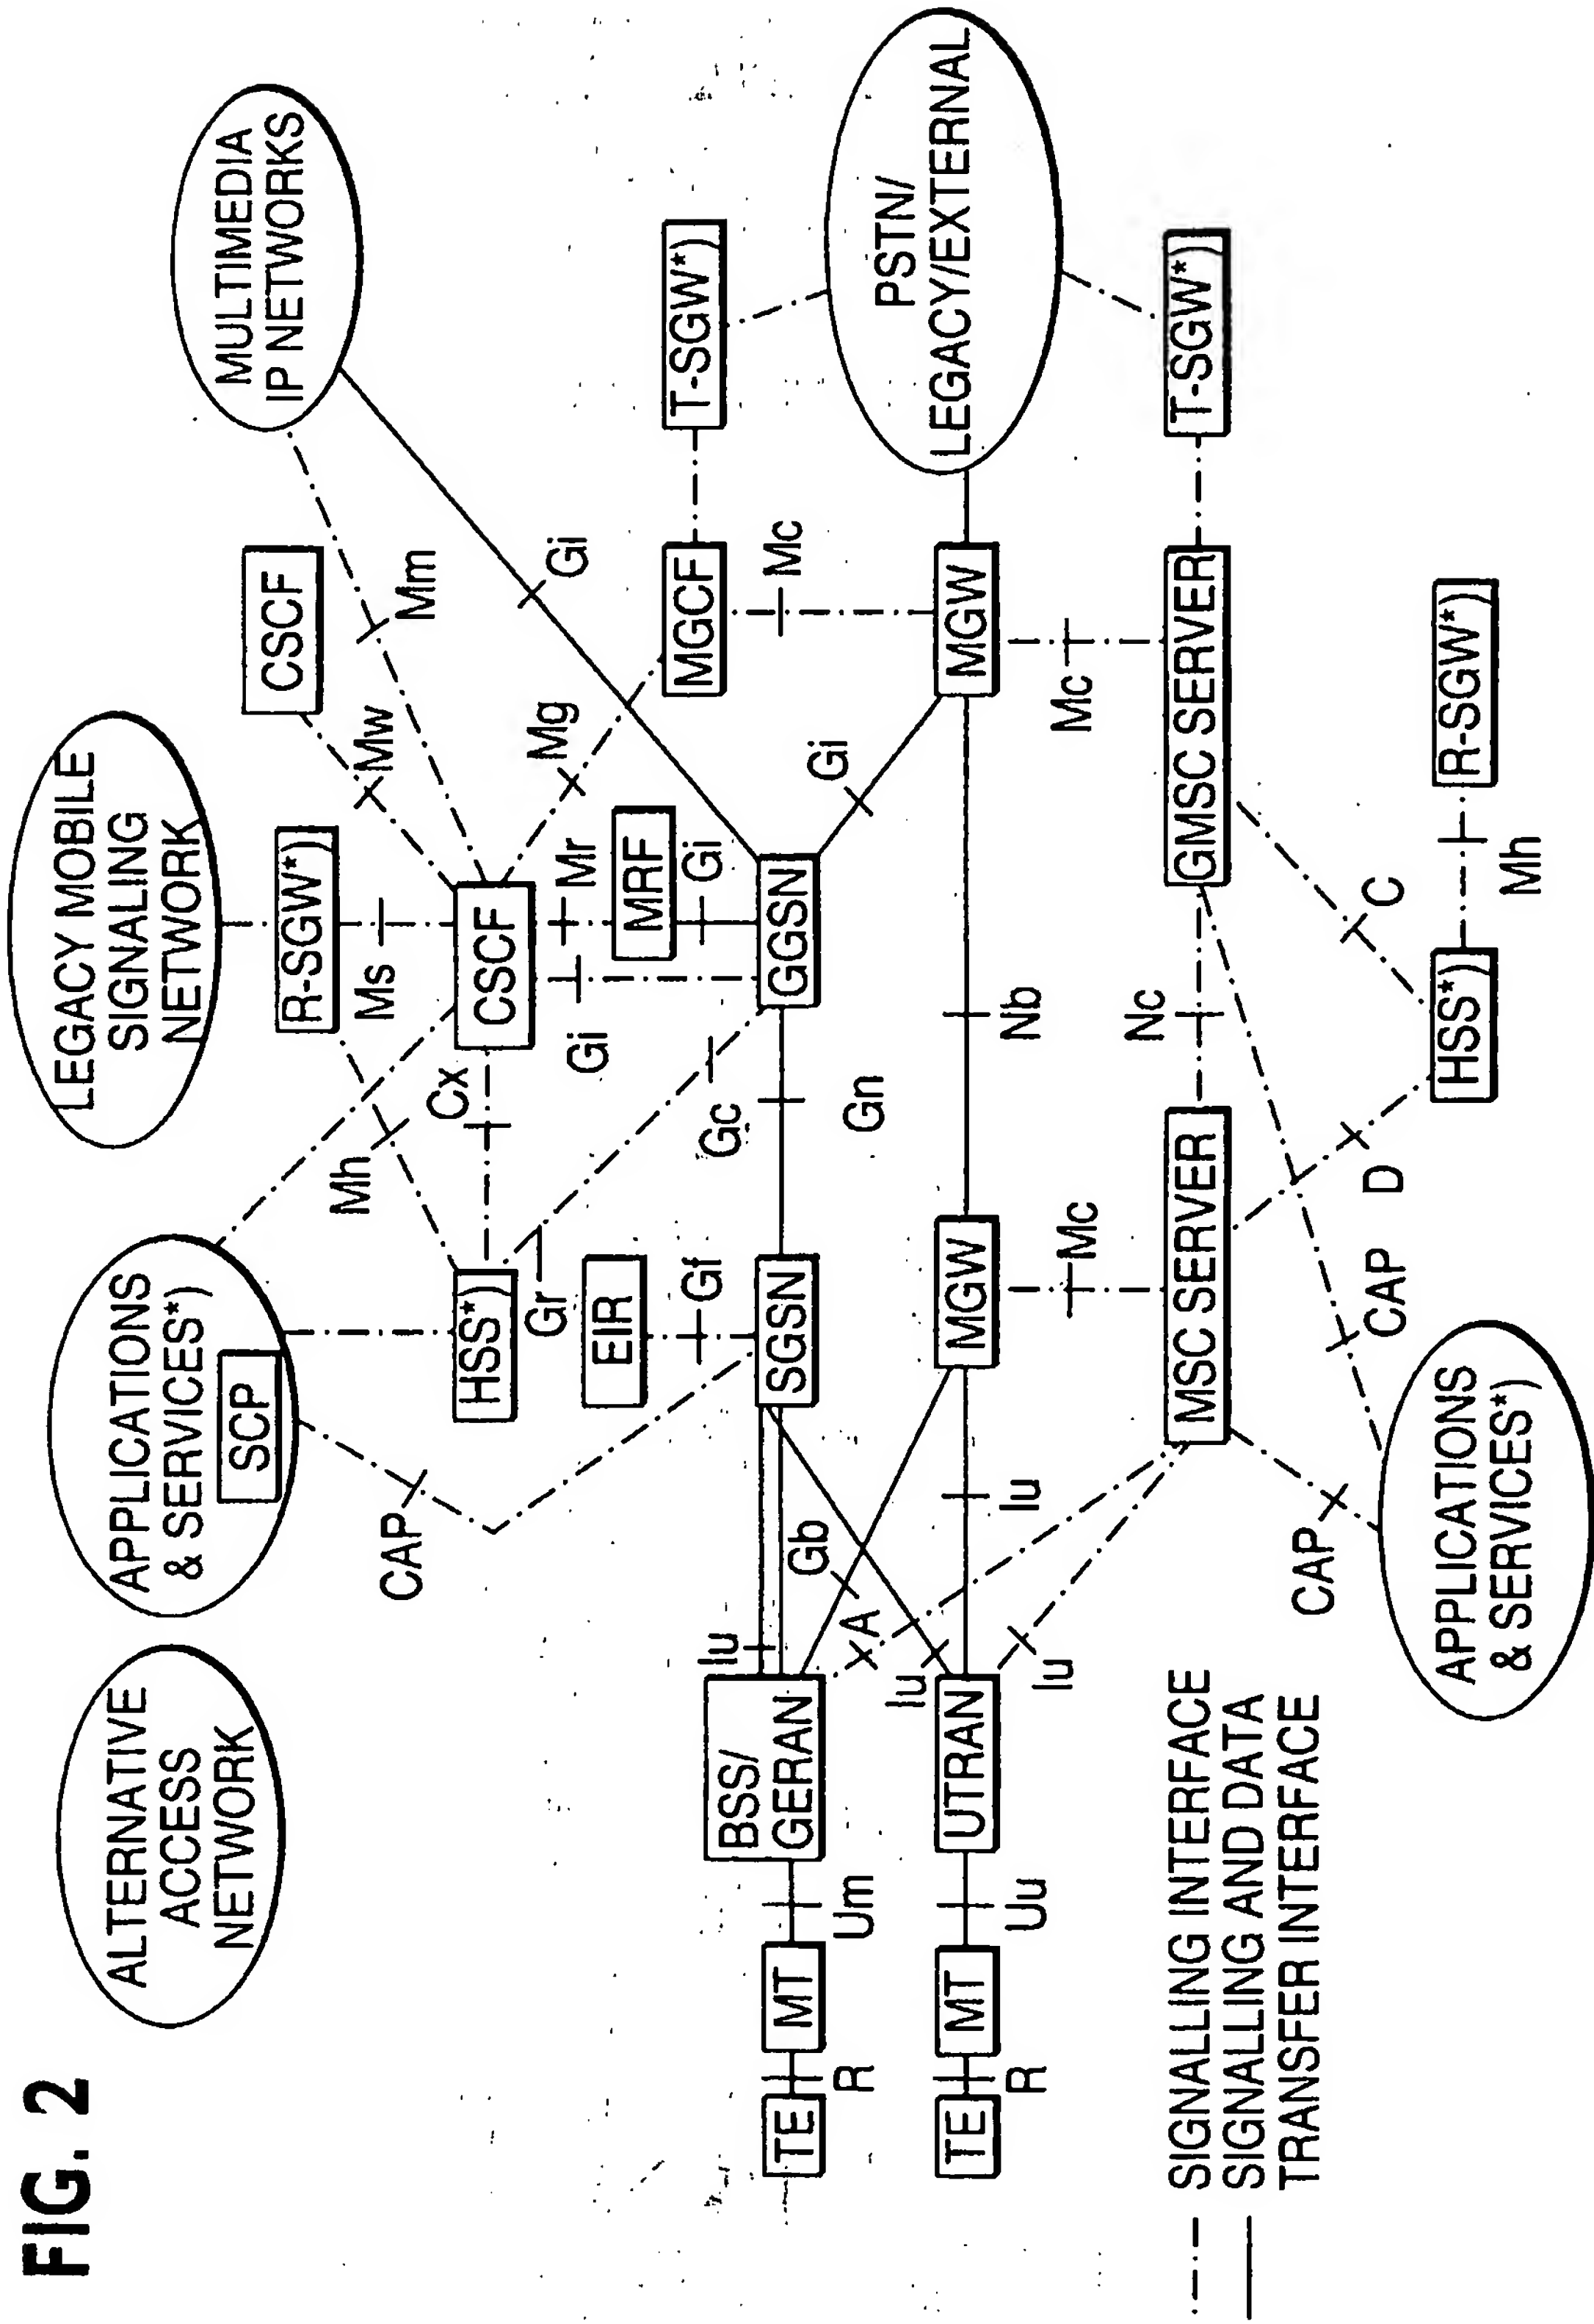 FIG. 2
ALTERNATIVE
ACCESS
NETWORK
APPLICATIONS
& SERVICES*)
SCP
LEGACY MOBILE
SIGNALING
NETWORK
MULTIMEDIA
IP NETWORKS
CAP
Mh
R-SGW*)
Ms
CSCF
Mw
Mm
HSS*)
Cx
CSCF
Gr
Gi
Mr
Mg
Gi
EIR
MRF
Gf
Gc
Gi
MGCF
T-SGW*)
Mc
TE
R
MT
Um
BSS/
GERAN
Iu
SGSN
Gn
GGSN
Gi
Gb
A
Iu
PSTN/
LEGACY/EXTERNAL
TE
R
MT
Uu
UTRAN
Iu
Iu
MGW
Nb
MGW
Mc
Mc
MSC SERVER
Nc
GMSC SERVER
T-SGW*)
CAP
CAP
D
C
HSS*)
Mh
R-SGW*)
APPLICATIONS
& SERVICES*)
SIGNALLING INTERFACE
SIGNALLING AND DATA
TRANSFER INTERFACE